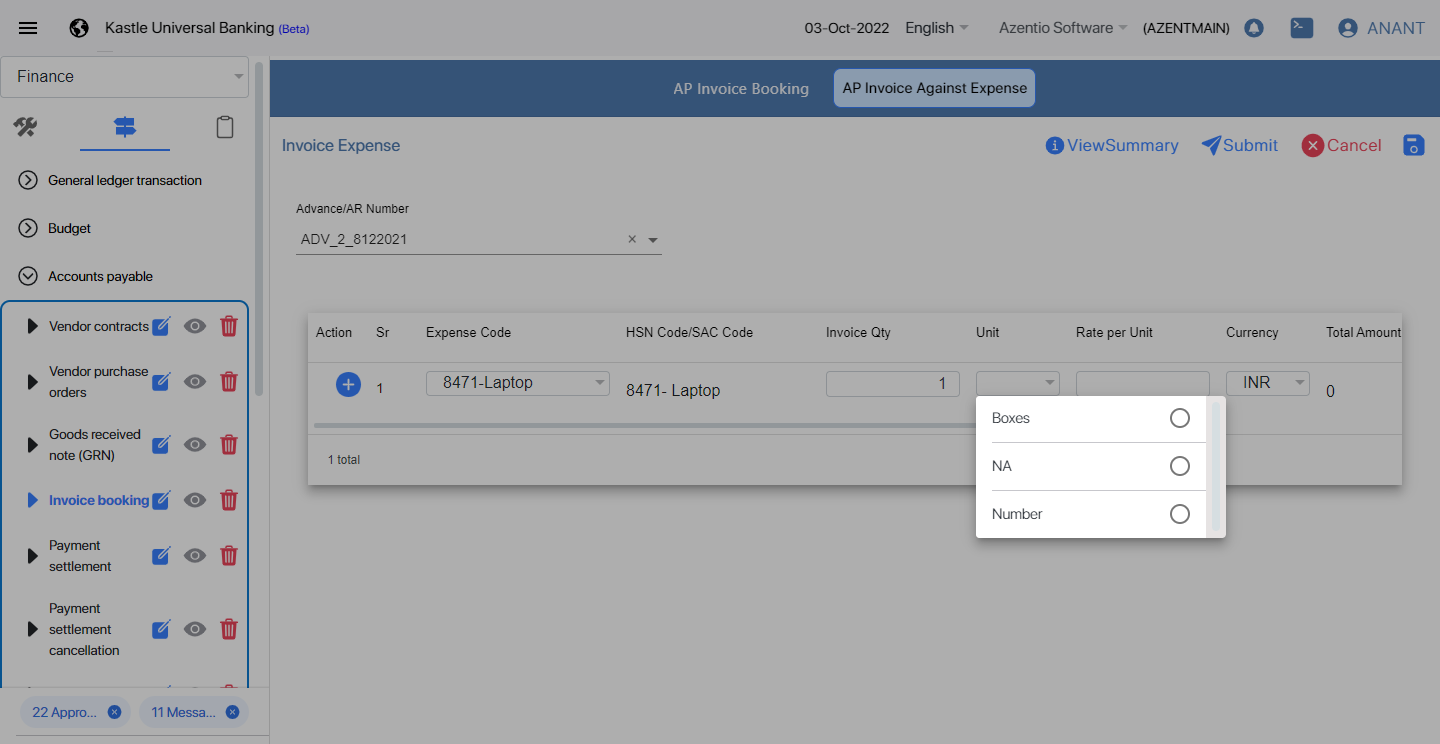 Kastle Universal Banking (Beta)
03-Oct-2022
English
Azentio Software
(AZENTMAIN)
ANANT
Finance
General ledger transaction
Budget
Accounts payable
Vendor contracts
Vendor purchase
orders
Goods received
note (GRN)
Invoice booking
Payment
settlement
Payment
settlement
cancellation
22 Appro...
11 Messa...
AP Invoice Booking
AP Invoice Against Expense
Invoice Expense
ViewSummary
Submit
Cancel
Advance/AR Number
ADV_2_8122021
Action Sr Expense Code HSN Code/SAC Code Invoice Qty Unit Rate per Unit Currency Total Amount
1 8471-Laptop 8471- Laptop 1 INR 0
1 total
Boxes
NA
Number